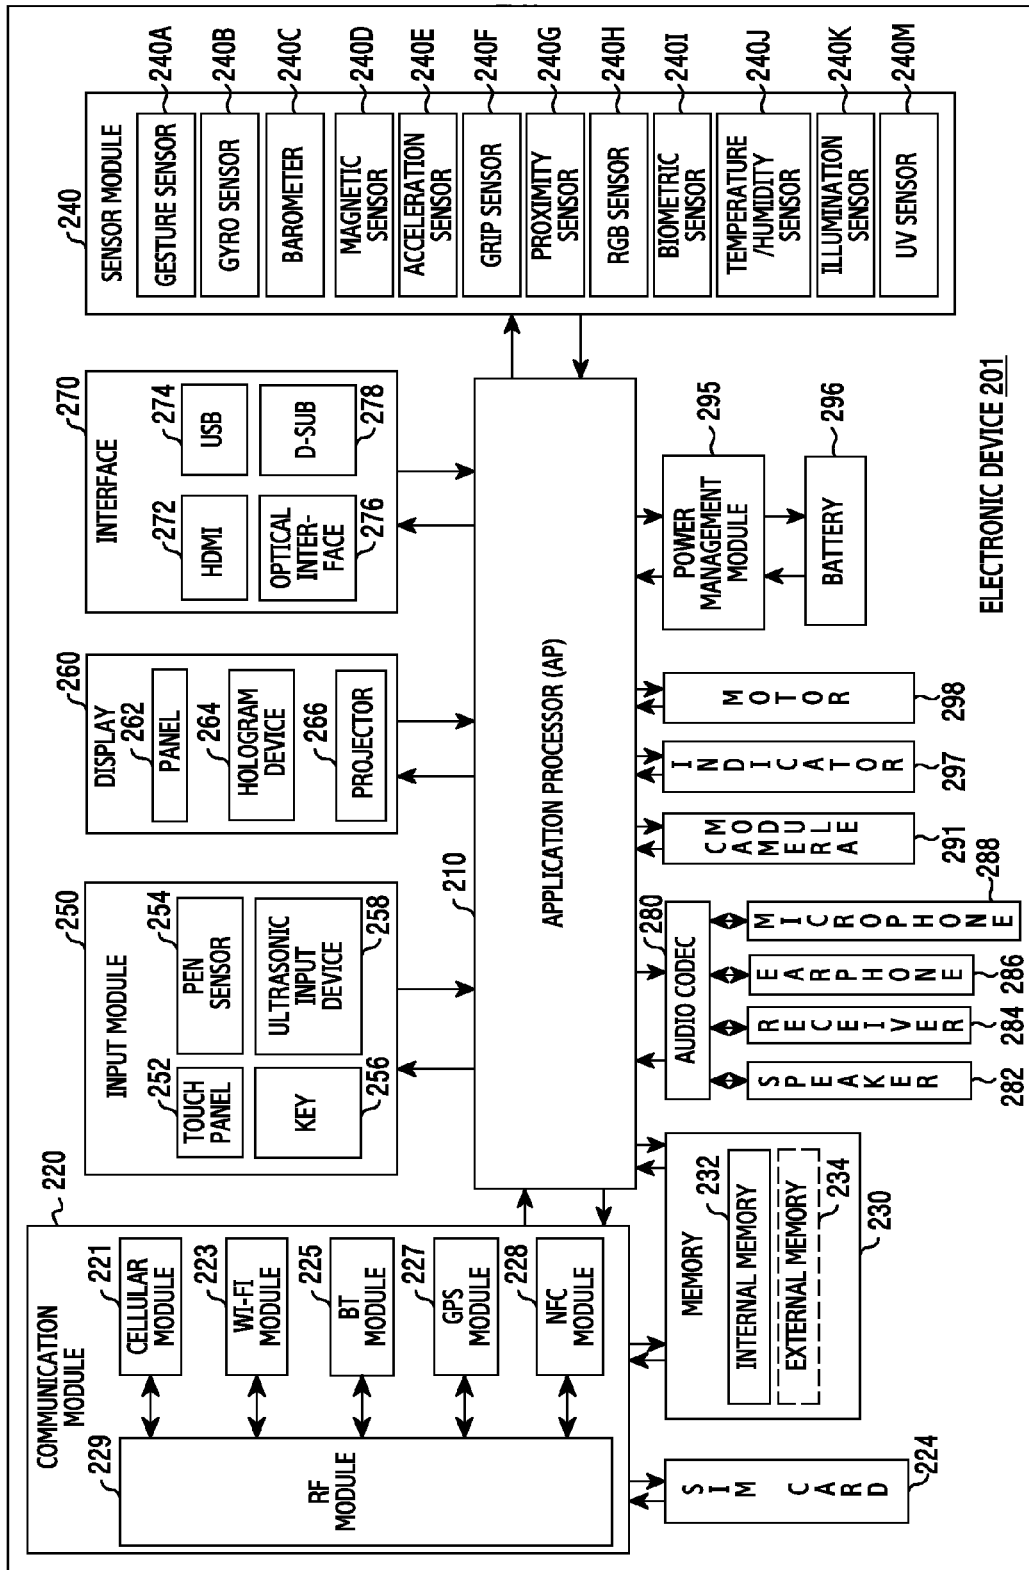 COMMUNICATION
MODULE
220
229
RF
MODULE
221
CELLULAR
MODULE
223
WI-FI
MODULE
225
BT
MODULE
227
GPS
MODULE
228
NFC
MODULE
INPUT MODULE
250
252
TOUCH
PANEL
254
PEN
SENSOR
KEY
256
ULTRASONIC
INPUT
DEVICE
258
DISPLAY
260
262
PANEL
264
HOLOGRAM
DEVICE
266
PROJECTOR
INTERFACE
270
272
HDMI
274
USB
OPTICAL
INTER-
FACE
276
D-SUB
278
240
SENSOR MODULE
GESTURE SENSOR
240A
GYRO SENSOR
240B
BAROMETER
240C
MAGNETIC
SENSOR
240D
ACCELERATION
SENSOR
240E
GRIP SENSOR
240F
PROXIMITY
SENSOR
240G
RGB SENSOR
240H
BIOMETRIC
SENSOR
240I
TEMPERATURE
/HUMIDITY
SENSOR
240J
ILLUMINATION
SENSOR
240K
UV SENSOR
240M
210
APPLICATION PROCESSOR (AP)
SIM CARD
224
MEMORY
232
INTERNAL MEMORY
EXTERNAL MEMORY
234
230
280
AUDIO CODEC
SPEAKER
282
RECEIVER
284
EARPHONE
286
MICROPHONE
288
CAMERA
MODULE
291
INDICATOR
297
MOTOR
298
POWER
MANAGEMENT
MODULE
295
BATTERY
296
ELECTRONIC DEVICE 201